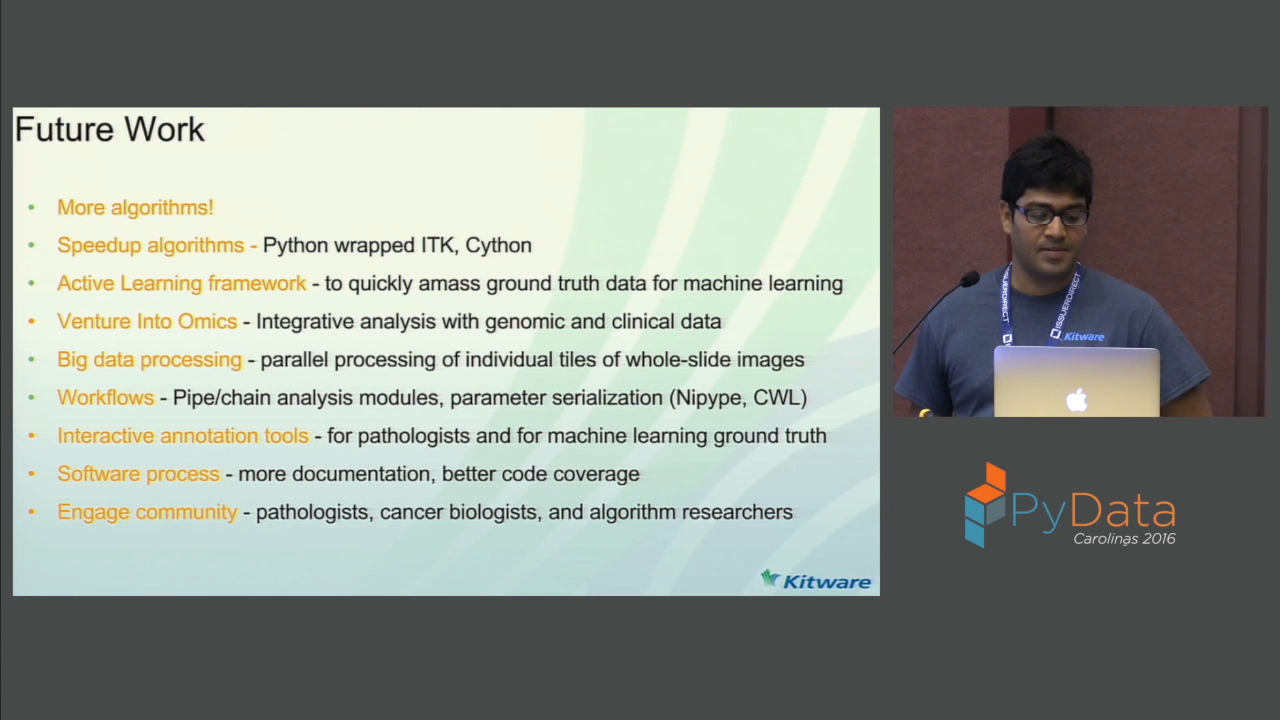 Future Work
• More algorithms!
• Speedup algorithms - Python wrapped ITK, Cython
• Active Learning framework - to quickly amass ground truth data for machine learning
• Venture Into Omics - Integrative analysis with genomic and clinical data
• Big data processing - parallel processing of individual tiles of whole-slide images
• Workflows - Pipe/chain analysis modules, parameter serialization (Nipype, CWL)
• Interactive annotation tools - for pathologists and for machine learning ground truth
• Software process - more documentation, better code coverage
• Engage community - pathologists, cancer biologists, and algorithm researchers
Kitware
ISSUERDIRECT
ISSUERDIRECT
Kitware
PyData
Carolinas 2016